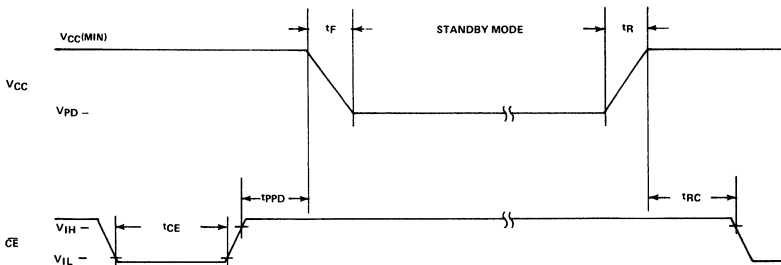 tF STANDBY MODE tR
VCC(MIN)
VCC
VPD
tPPD tRC
VIH tCE
CE
VIL